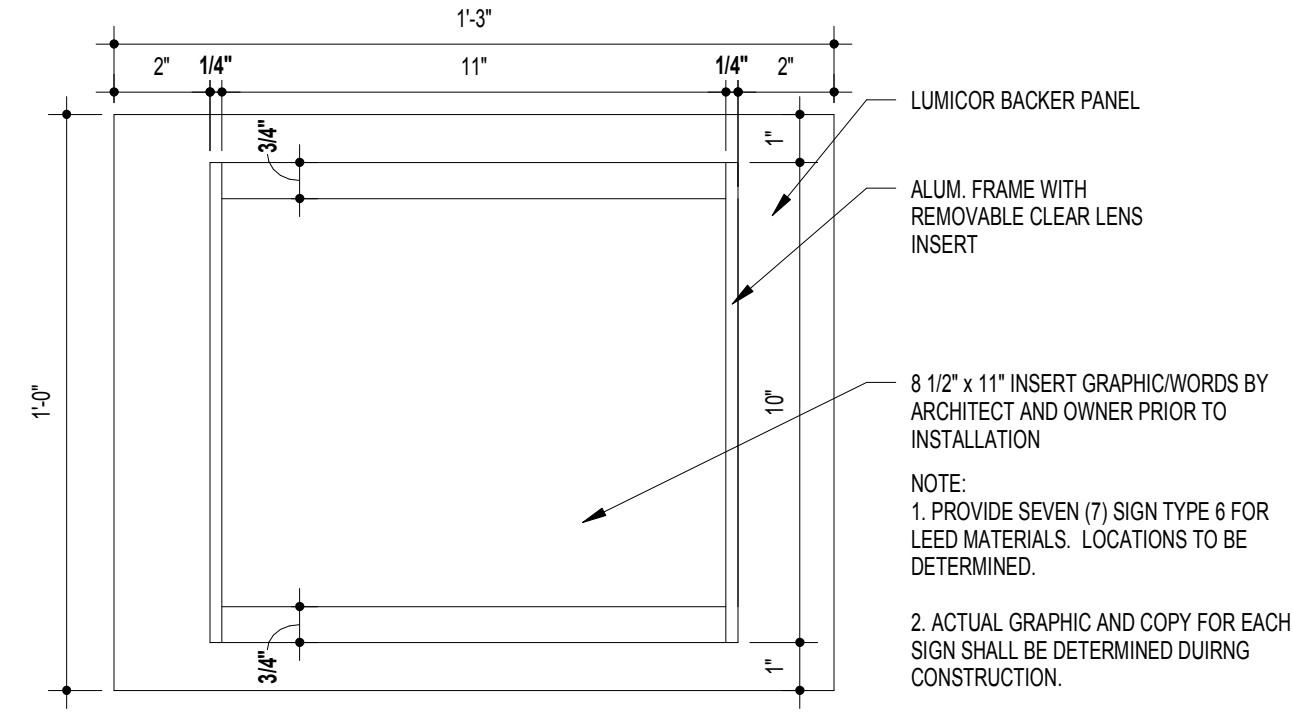 1'-3"
2" 1/4" 11" 1/4" 2"
LUMICOR BACKER PANEL
3/4"
1"
ALUM. FRAME WITH
REMOVABLE CLEAR LENS
INSERT
1'-0"
10"
8 1/2" x 11" INSERT GRAPHIC/WORDS BY
ARCHITECT AND OWNER PRIOR TO
INSTALLATION
NOTE:
1. PROVIDE SEVEN (7) SIGN TYPE 6 FOR
LEED MATERIALS. LOCATIONS TO BE
DETERMINED.
2. ACTUAL GRAPHIC AND COPY FOR EACH
SIGN SHALL BE DETERMINED DUIRNG
CONSTRUCTION.
3/4"
1"